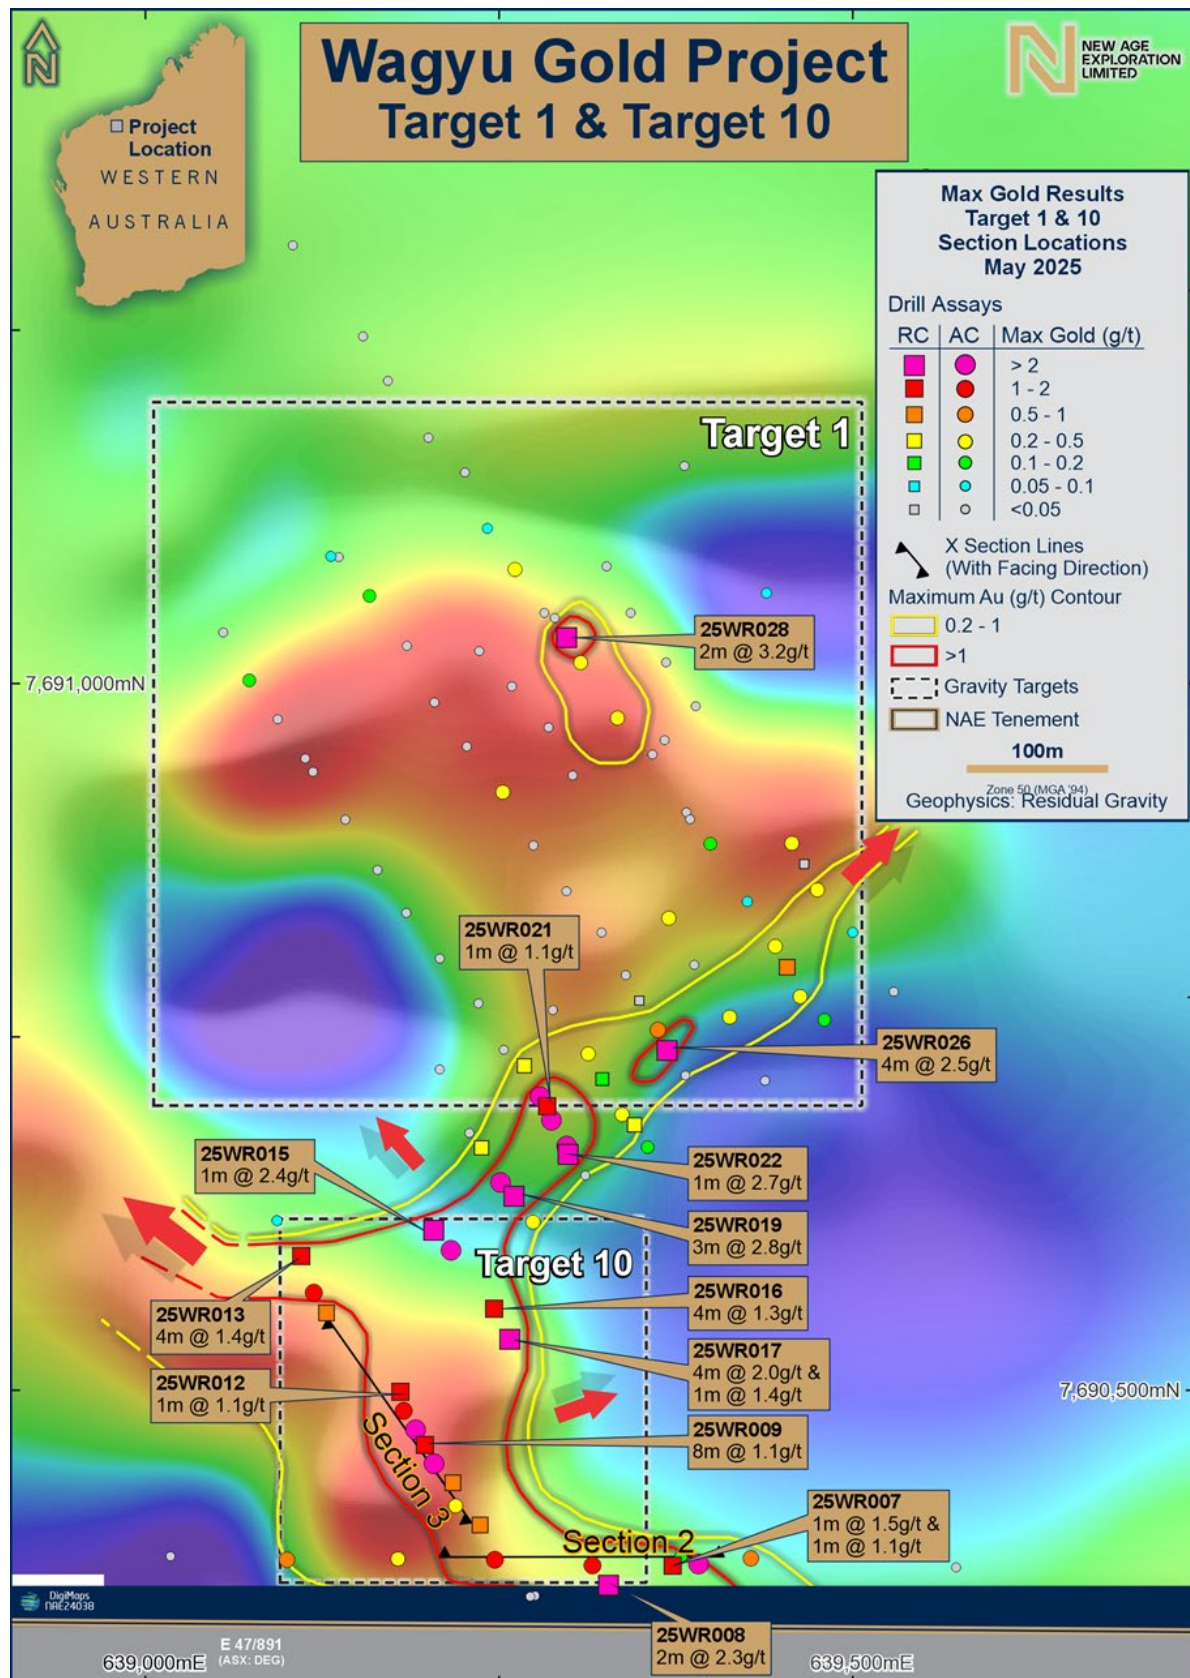 N
Wagyu Gold Project
Target 1 & Target 10
NEW AGE
EXPLORATION
LIMITED
Project
Location
WESTERN
AUSTRALIA
Max Gold Results
Target 1 & 10
Section Locations
May 2025
Drill Assays
RC AC Max Gold (g/t)
> 2
1 - 2
0.5 - 1
0.2 - 0.5
0.1 - 0.2
0.05 - 0.1
<0.05
X Section Lines
(With Facing Direction)
Maximum Au (g/t) Contour
0.2 - 1
>1
Gravity Targets
NAE Tenement
100m
Zone 50 (MGA '94)
Geophysics: Residual Gravity
Target 1
25WR028
2m @ 3.2g/t
7,691,000mN
25WR021
1m @ 1.1g/t
25WR026
4m @ 2.5g/t
25WR015
1m @ 2.4g/t
25WR022
1m @ 2.7g/t
25WR019
3m @ 2.8g/t
Target 10
25WR013
4m @ 1.4g/t
25WR016
4m @ 1.3g/t
25WR017
4m @ 2.0g/t &
1m @ 1.4g/t
25WR012
1m @ 1.1g/t
7,690,500mN
25WR009
8m @ 1.1g/t
Section 3
25WR007
1m @ 1.5g/t &
1m @ 1.1g/t
Section 2
DigiMaps
NAE24038
25WR008
2m @ 2.3g/t
E 47/891
(ASX: DEG)
639,000mE
639,500mE